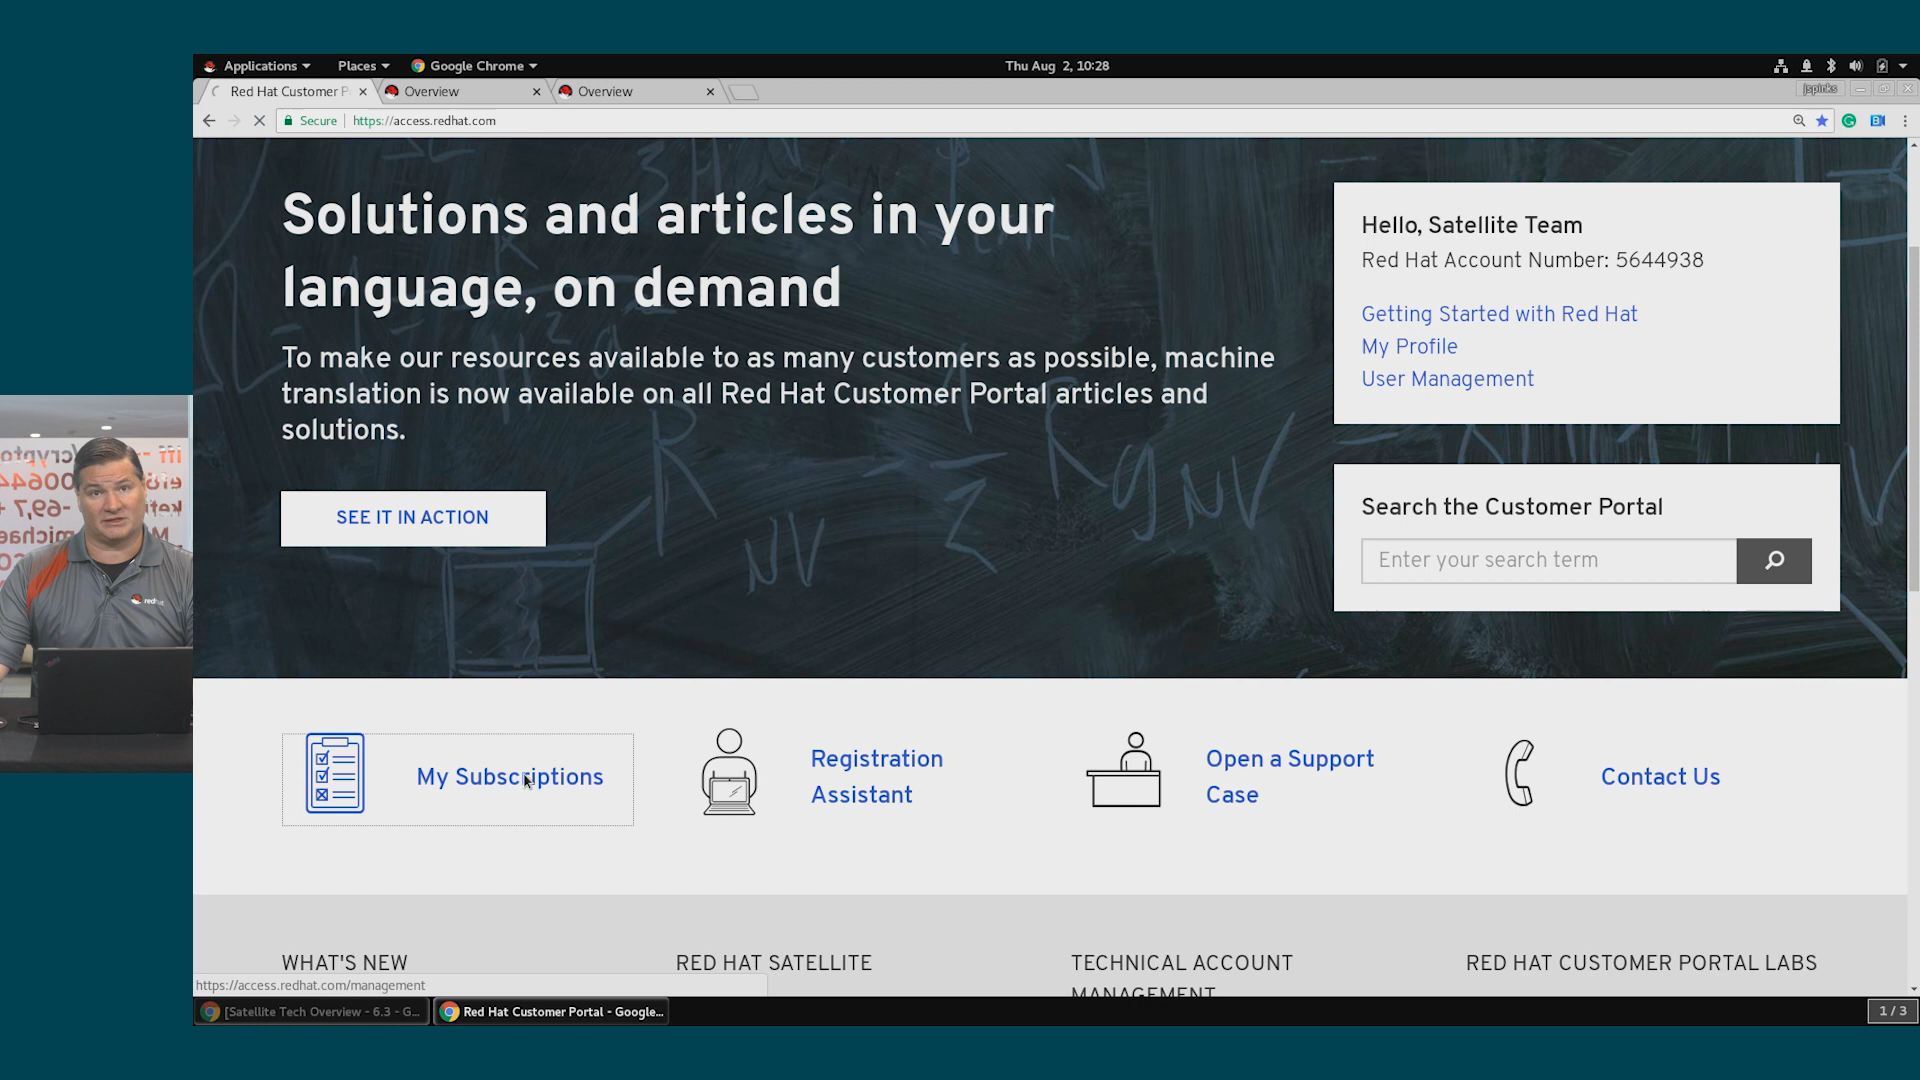 Applications
Places
Google Chrome
Thu Aug 2, 10:28
Red Hat Customer P
Overview
Overview
jspinks
Secure
https://access.redhat.com
Solutions and articles in your
language, on demand
To make our resources available to as many customers as possible, machine
translation is now available on all Red Hat Customer Portal articles and
solutions.
SEE IT IN ACTION
Hello, Satellite Team
Red Hat Account Number: 5644938
Getting Started with Red Hat
My Profile
User Management
Search the Customer Portal
Enter your search term
redhat
My Subscriptions
Registration
Assistant
Open a Support
Case
Contact Us
WHAT'S NEW
RED HAT SATELLITE
TECHNICAL ACCOUNT
MANAGEMENT
RED HAT CUSTOMER PORTAL LABS
https://access.redhat.com/management
[Satellite Tech Overview - 6.3 - G...
Red Hat Customer Portal - Google...
1 / 3